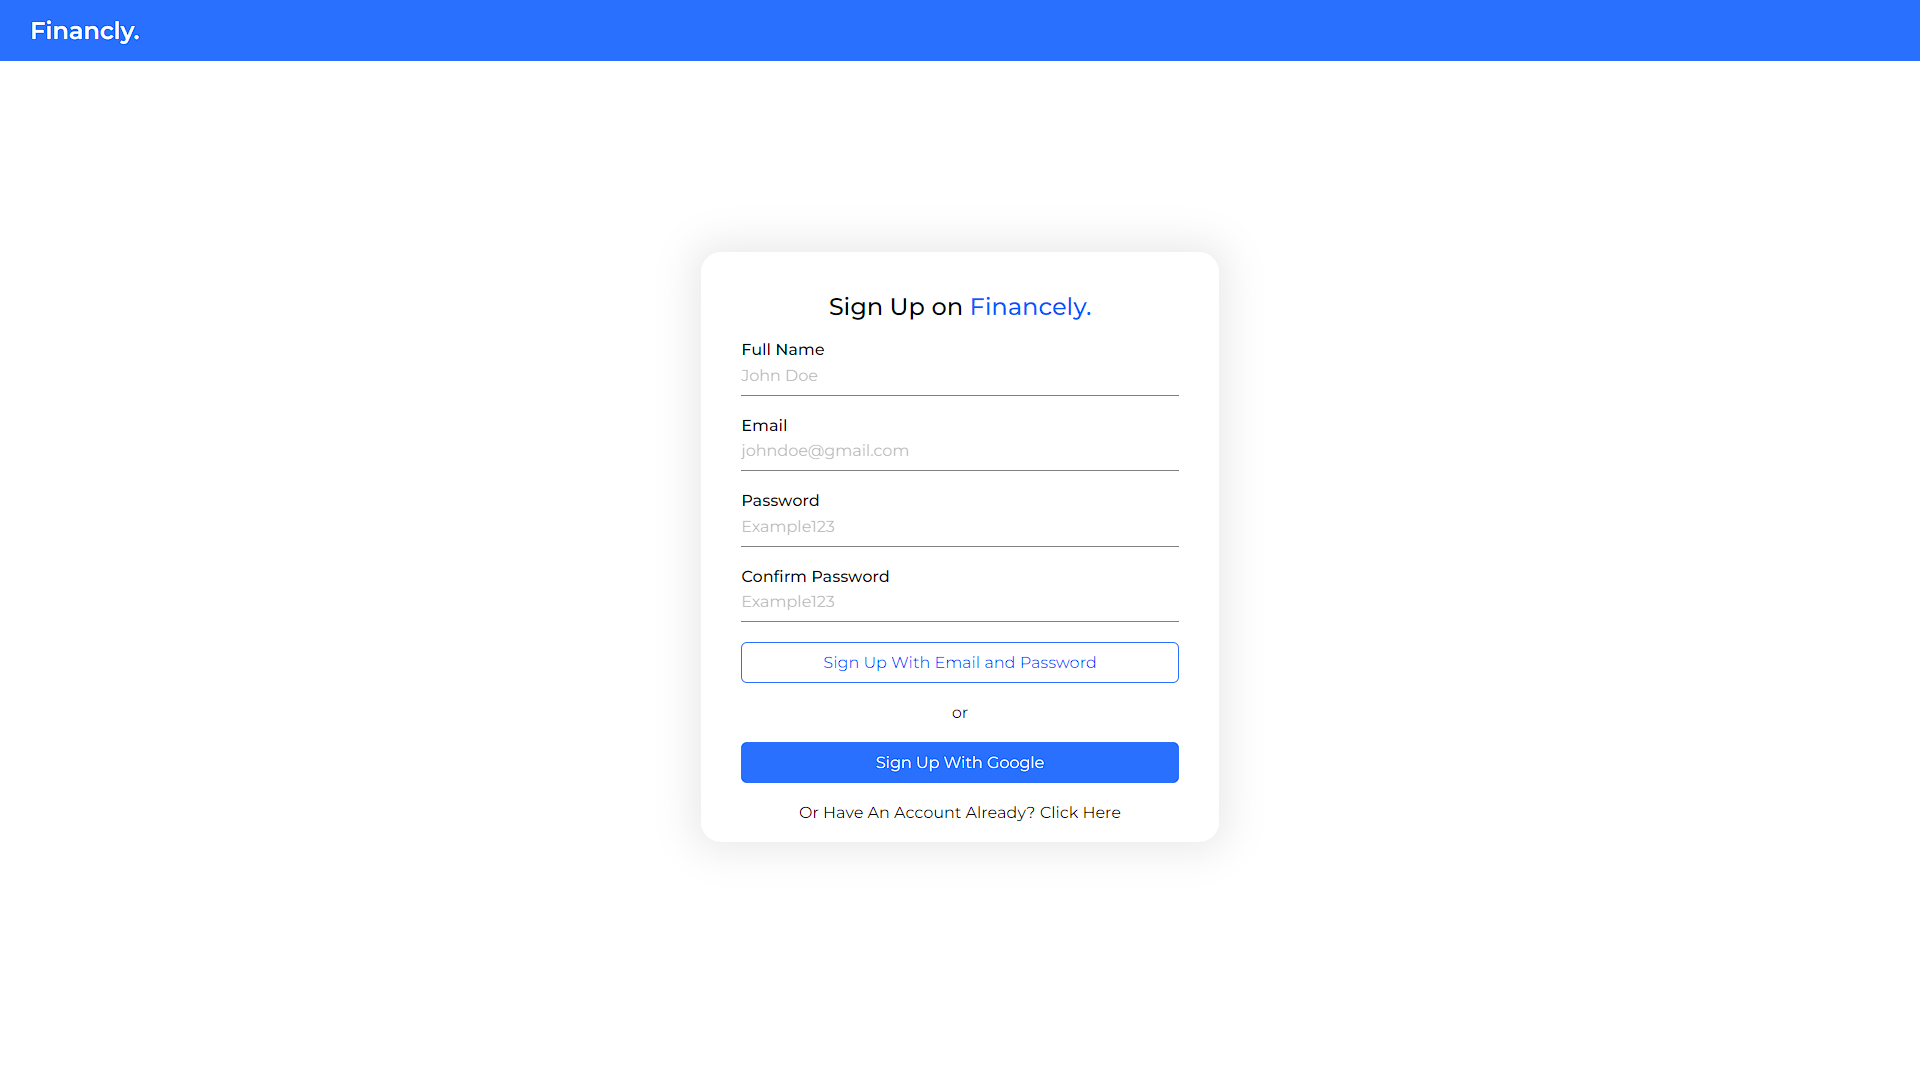 Financly.
Sign Up on Financely.
Full Name
John Doe
Email
johndoe@gmail.com
Password
Example123
Confirm Password
Example123
Sign Up With Email and Password
or
Sign Up With Google
Or Have An Account Already? Click Here